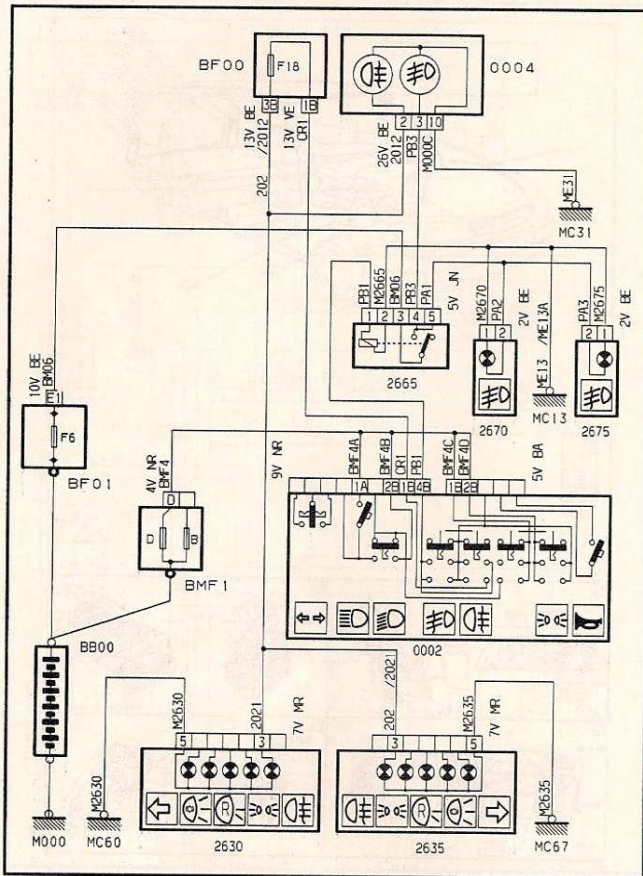 BF00
F18
0004
3B 1B
2 3 10
13V BE
/2012
13V VE
CR1
26V BE
2012
PB3
M000C
202
ME31
MC31
PB1
M2665
BM06
PB3
PA1
5V JN
1 2 3 4 5
2665
M2670
PA2
2V BE
1 2
2670
ME13
/ME13A
MC13
PA3
M2675
2V BE
2 1
2675
10V BE
BM06
E1
F6
BF01
4V NR
BMF4
D
D B
BMF1
9V NR
BMF4A
BMF4B
CR1
PB1
BMF4C
BMF4D
5V BA
1A 2B 1B 4B 1B 2B
0002
BB00
M000
M2630
MC60
M2630
2021
7V MR
5 3
R
2630
202
/2021
M2635
7V MR
3 5
R
2635
M2635
MC67